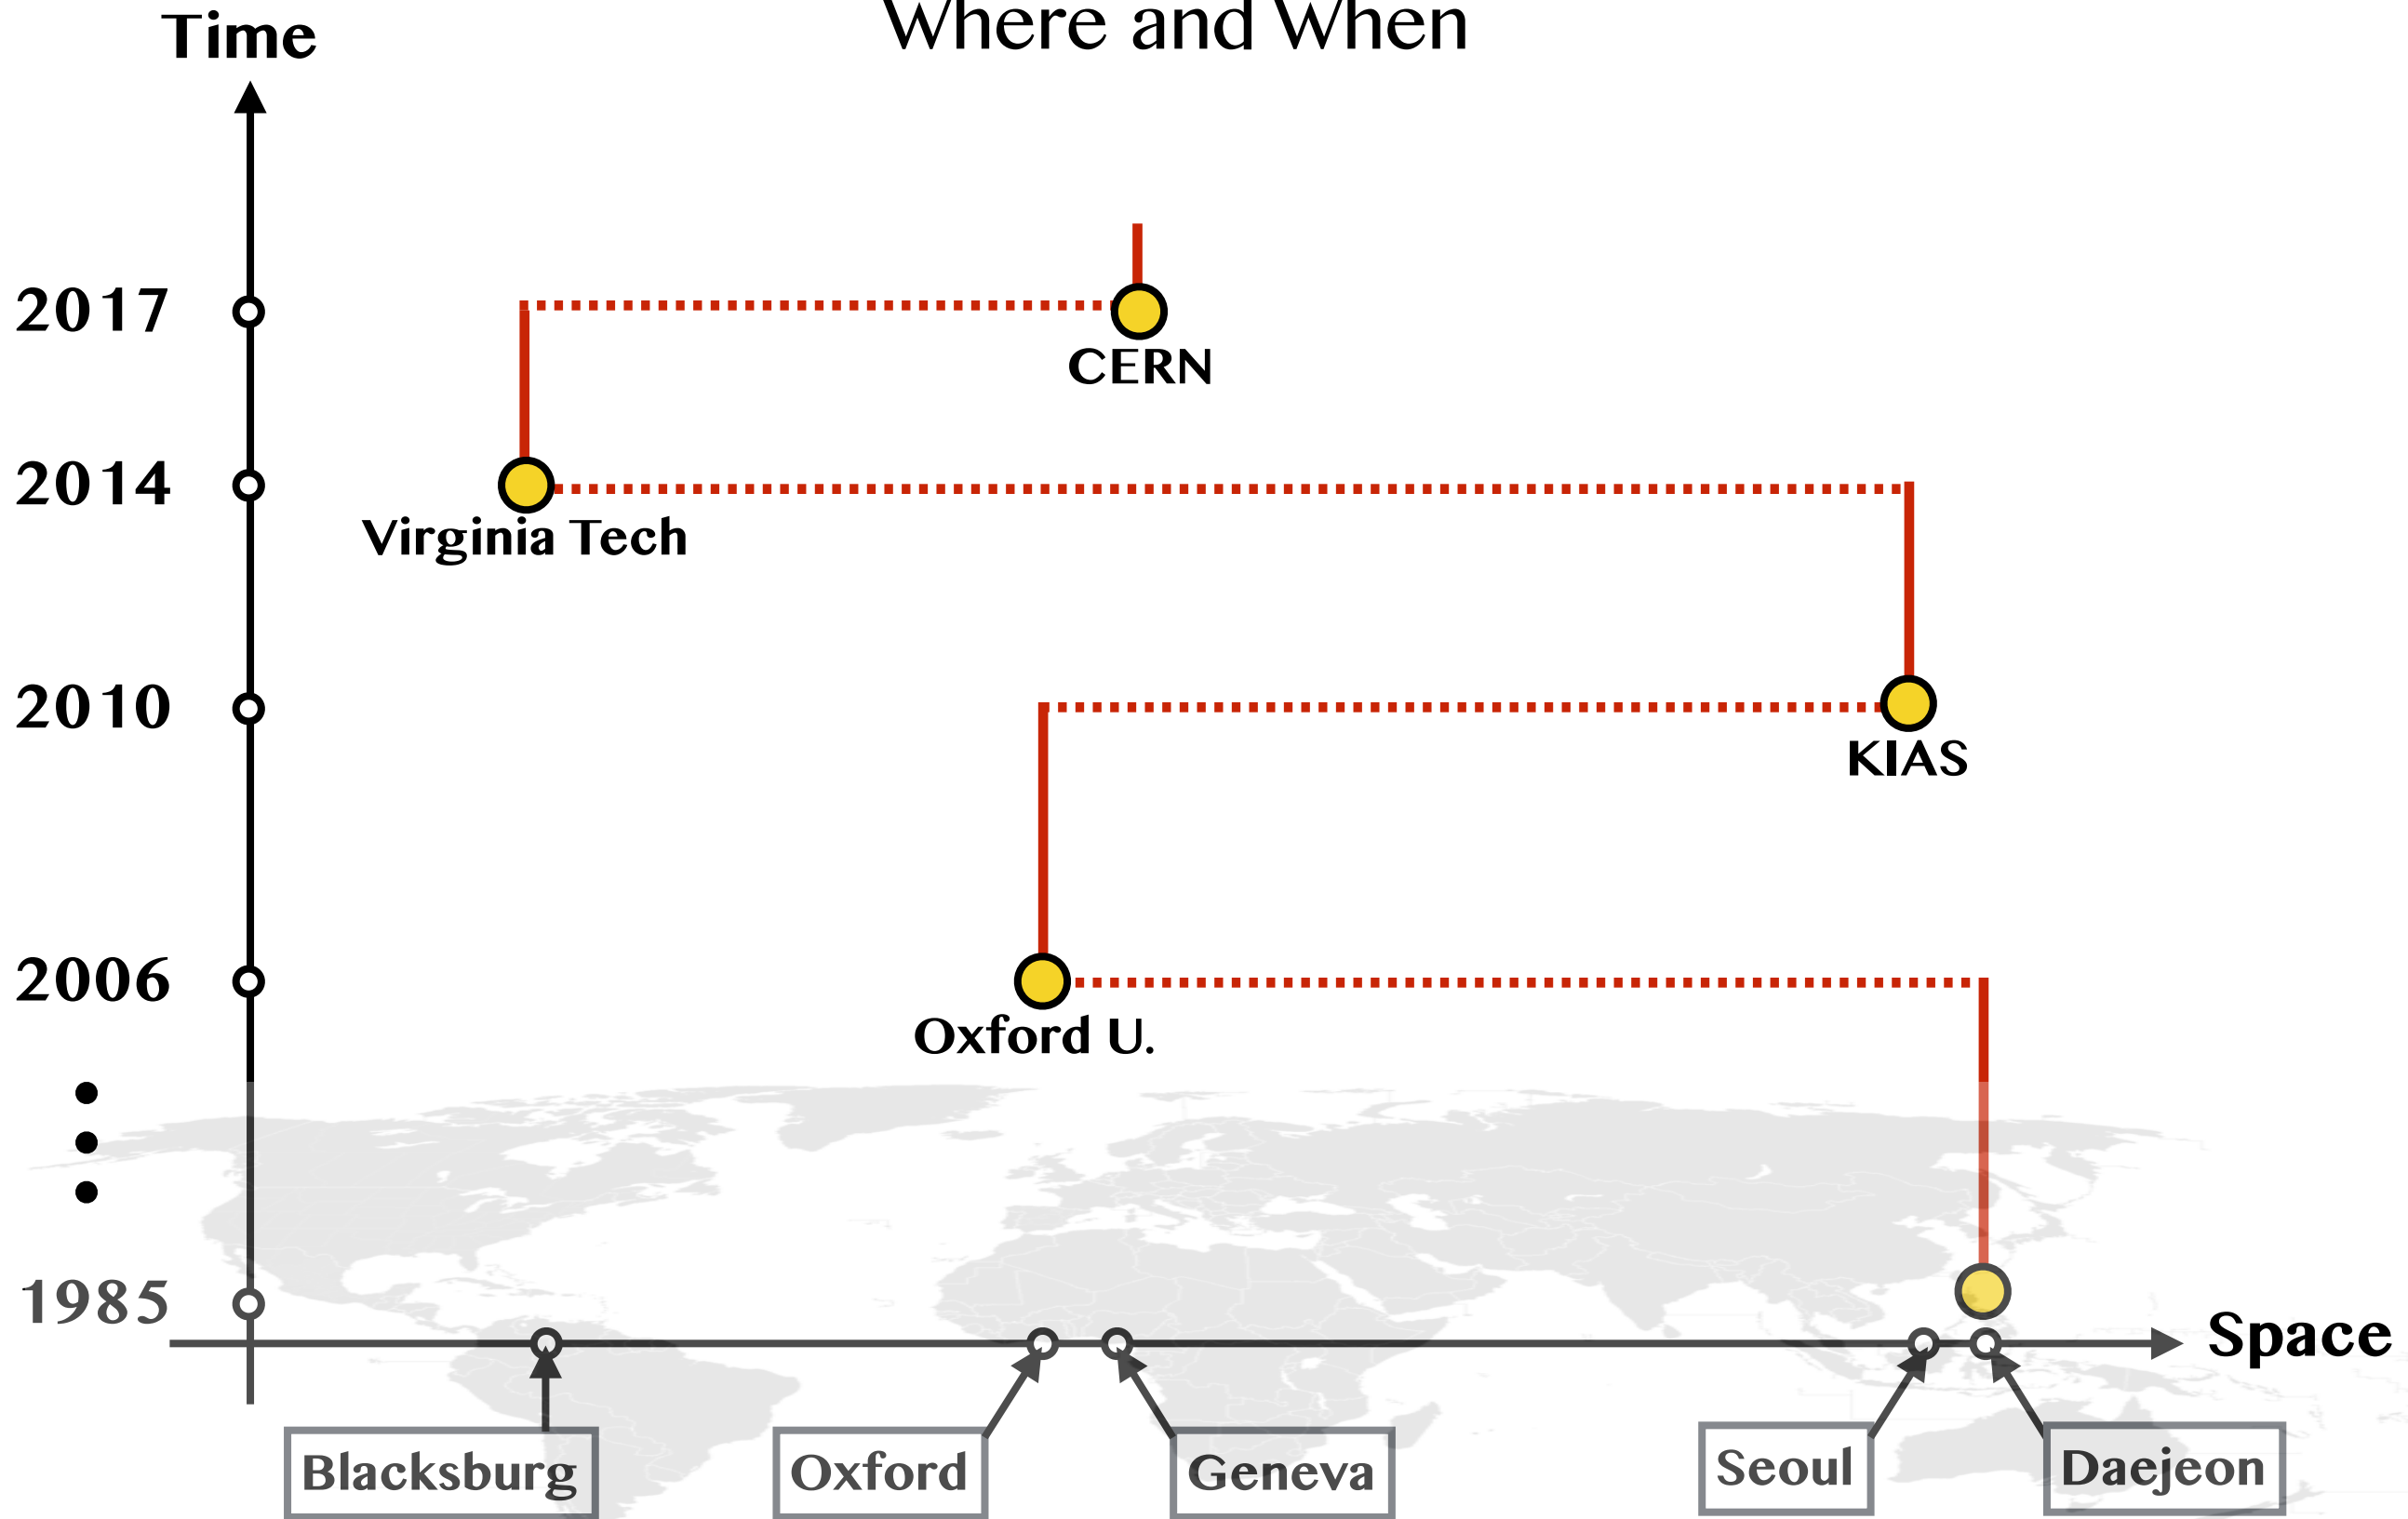 Where and When
Time
2017
CERN
2014
Virginia Tech
2010
KIAS
2006
Oxford U.
1985
Space
Blacksburg
Oxford
Geneva
Seoul
Daejeon